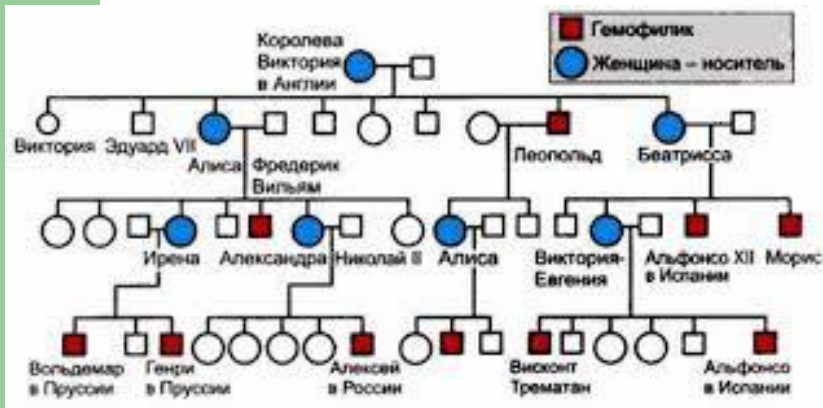 Королева
Виктория
в Англии
Гемофилик
Женщина – носитель
Виктория
Эдуард VII
Алиса
Фредерик
Вильям
Леопольд
Беатрисса
Ирена
Александра
Николай II
Алиса
Виктория-
Евгения
Альфонсо XII
в Испании
Морис
Вольдемар
в Пруссии
Генри
в Пруссии
Алексей
в России
Висконт
Трематан
Альфонсо
в Испании